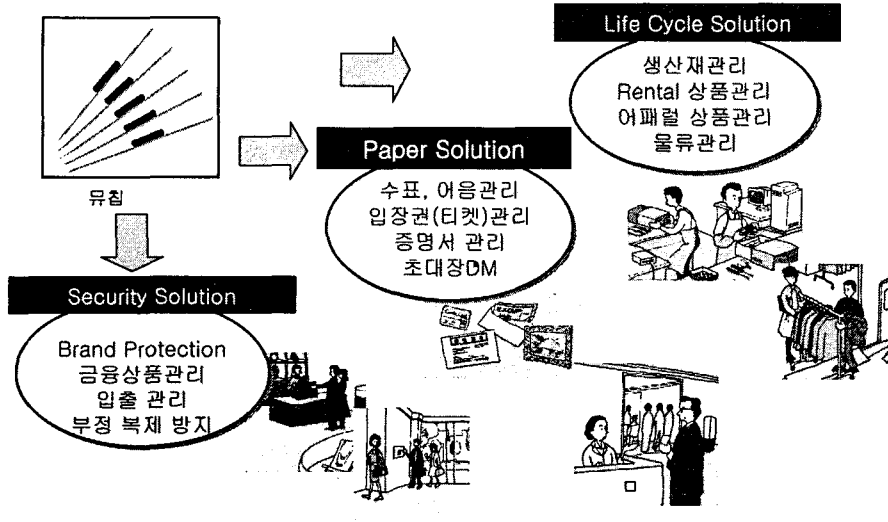 Life Cycle Solution
생산재관리
Rental 상품관리
어패럴 상품관리
물류관리
Paper Solution
수표, 어음관리
입장권(티켓)관리
증명서 관리
초대장DM
뮤칩
Security Solution
Brand Protection
금융상품관리
입출 관리
부정 복제 방지